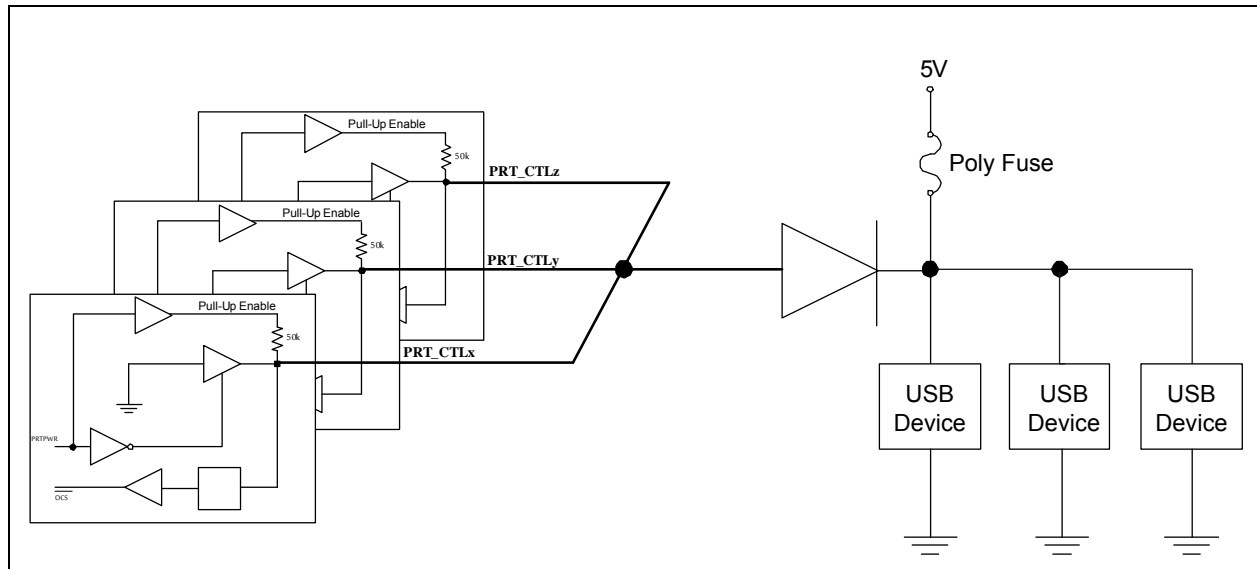 5V
Poly Fuse
Pull-Up Enable
50k
PRT_CTLz
Pull-Up Enable
50k
PRT_CTLy
Pull-Up Enable
50k
PRT_CTLx
PRTPWR
OCS
USB
Device
USB
Device
USB
Device